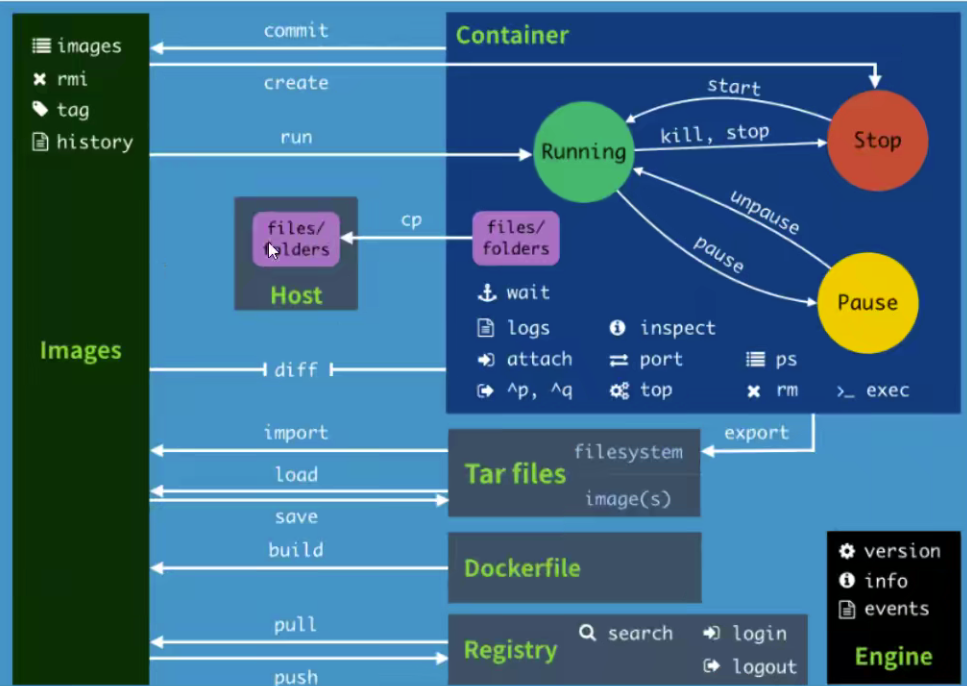 images
rmi
tag
history
Images
commit
create
run
Container
start
kill, stop
Running
Stop
unpause
pause
Pause
files/
folders
Host
cp
files/
folders
wait
logs
inspect
attach
port
ps
^p, ^q
top
rm
>_ exec
diff
export
import
load
save
Tar files
filesystem
image(s)
build
Dockerfile
pull
push
Registry
search
login
logout
version
info
events
Engine